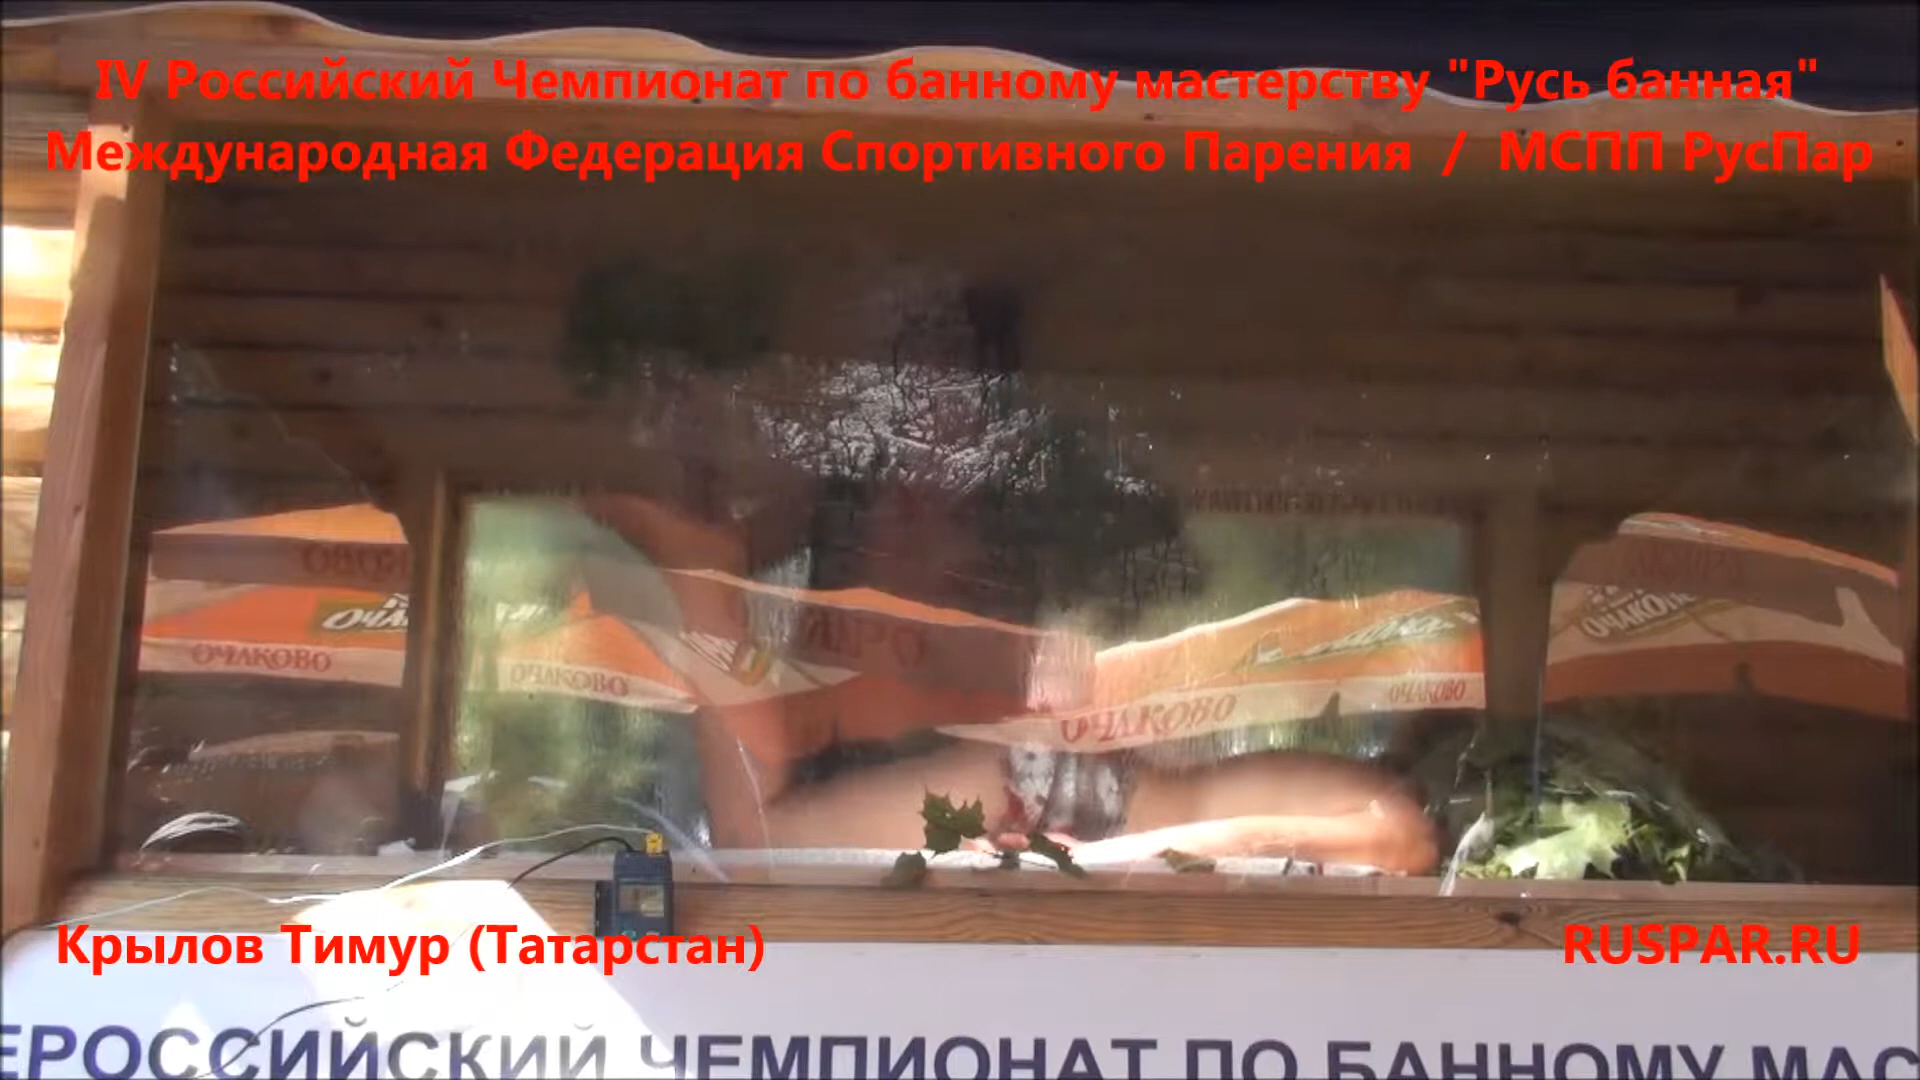 IV Российский Чемпионат по банному мастерству "Русь банная"
Международная Федерация Спортивного Парения / МСПП РусПар
ОЧАКОВО
ОЧАКОВО
ОЧАКОВО
ОЧАКОВО
Крылов Тимур (Татарстан)
RUSPAR.RU
ЕРОССИЙСКИЙ ЧЕМПИОНАТ ПО БАННОМУ МАС